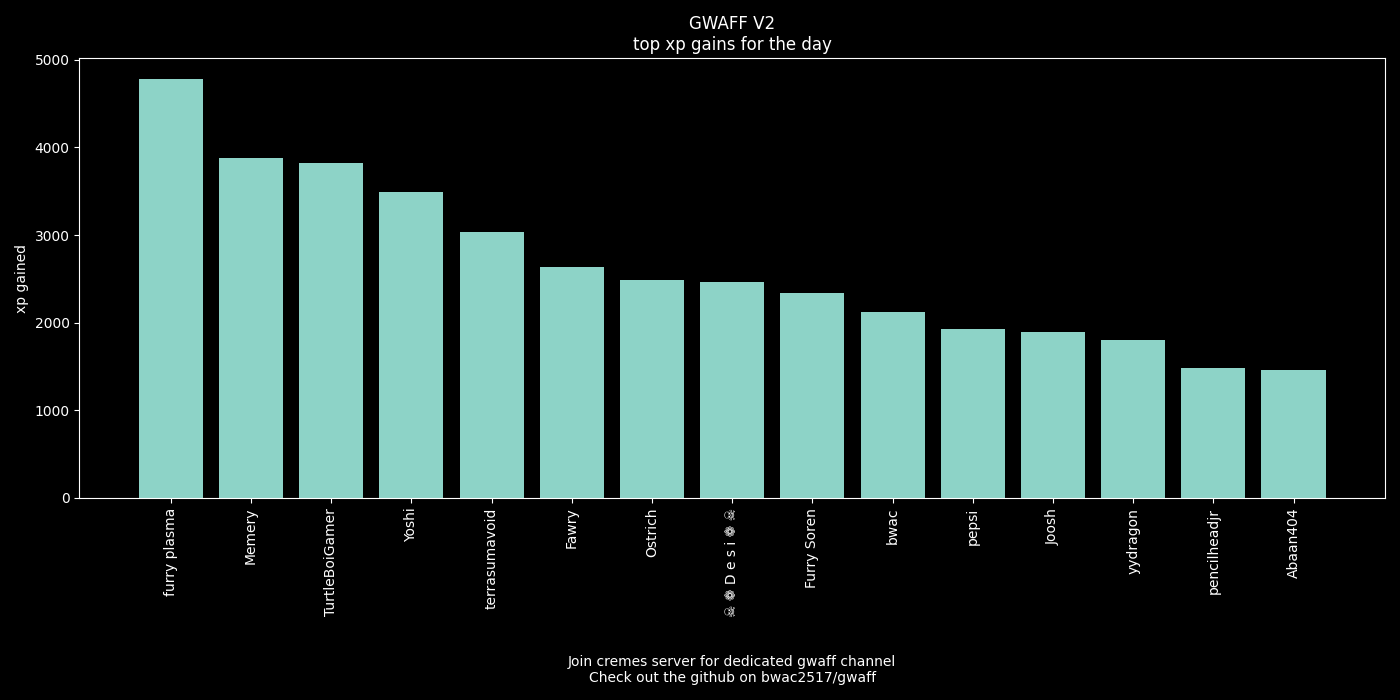 GWAFF V2
top xp gains for the day
5000
4000
3000
2000
1000
0
xp gained
furry plasma
Memery
TurtleBoiGamer
Yoshi
terrasumavoid
Fawry
Ostrich
D e s i
Furry Soren
bwac
pepsi
Joosh
yydragon
pencilheadjr
Abaan404
Join cremes server for dedicated gwaff channel
Check out the github on bwac2517/gwaff